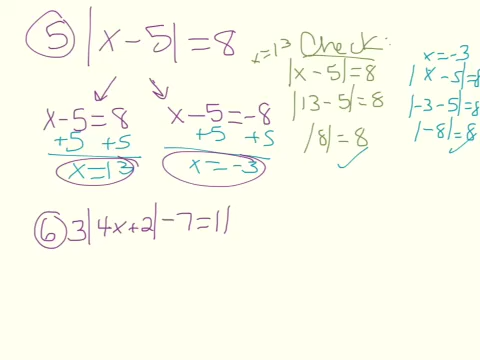 5 |x-5|=8
x-5=8
+5 +5
x=13
x-5=-8
+5 +5
x=-3
x=13 Check:
|x-5|=8
|13-5|=8
|8|=8 ✓
x=-3
|x-5|=8
|-3-5|=8
|-8|=8 ✓
6 3|4x+2|-7=11